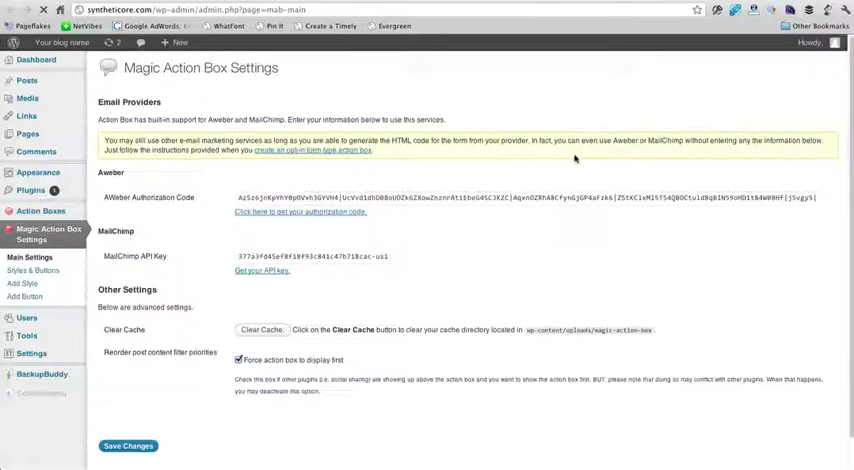 syntheticore.com/wp-admin/admin.php?page=mab-main
Pageflakes NetVibes Google AdWords: WhatFont Pin It Create a Timely Evergreen Other Bookmarks
Your blog name 2 + New Howdy,
Dashboard
Posts
Media
Links
Pages
Comments
Appearance
Plugins 1
Action Boxes
Magic Action Box
Settings
Main Settings
Styles & Buttons
Add Style
Add Button
Users
Tools
Settings
BackupBuddy
Magic Action Box Settings
Email Providers
Action Box has built-in support for Aweber and MailChimp. Enter your information below to use this services.
You may still use other e-mail marketing services as long as you are able to generate the HTML code for the form from your provider. In fact, you can even use Aweber or MailChimp without entering any the information below.
Just follow the instructions provided when you create an opt-in form type action box.
Aweber
AWeber Authorization Code
Click here to get your authorization code.
MailChimp
MailChimp API Key
Get your API key.
Other Settings
Below are advanced settings.
Clear Cache Clear Cache. Click on the Clear Cache button to clear your cache directory located in wp-content/uploads/magic-action-box .
Reorder post content filter priorities
Force action box to display first
Check this box if other plugins (i.e. social sharing) are showing up above the action box and you want to show the action box first. BUT, please note that doing so may conflict with other plugins. When that happens,
you may deactivate this option.
Save Changes